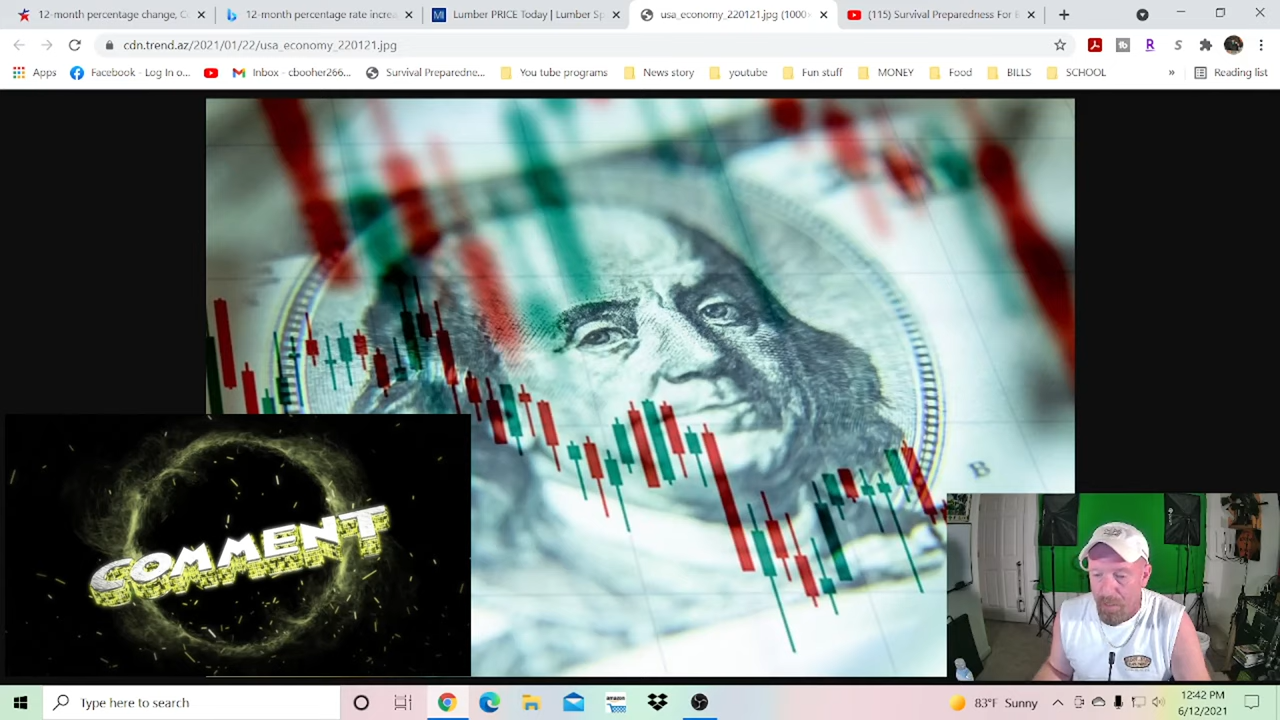 12-month percentage change, C
12-month percentage rate increa
Lumber PRICE Today | Lumber Sp
usa_economy_220121.jpg (1000×
(115) Survival Preparedness For B
cdn.trend.az/2021/01/22/usa_economy_220121.jpg
Apps
Facebook - Log In o...
Inbox - cbooher266...
Survival Preparedne...
You tube programs
News story
youtube
Fun stuff
MONEY
Food
BILLS
SCHOOL
»
Reading list
B
COMMENT
Type here to search
83°F Sunny
12:42 PM
6/12/2021